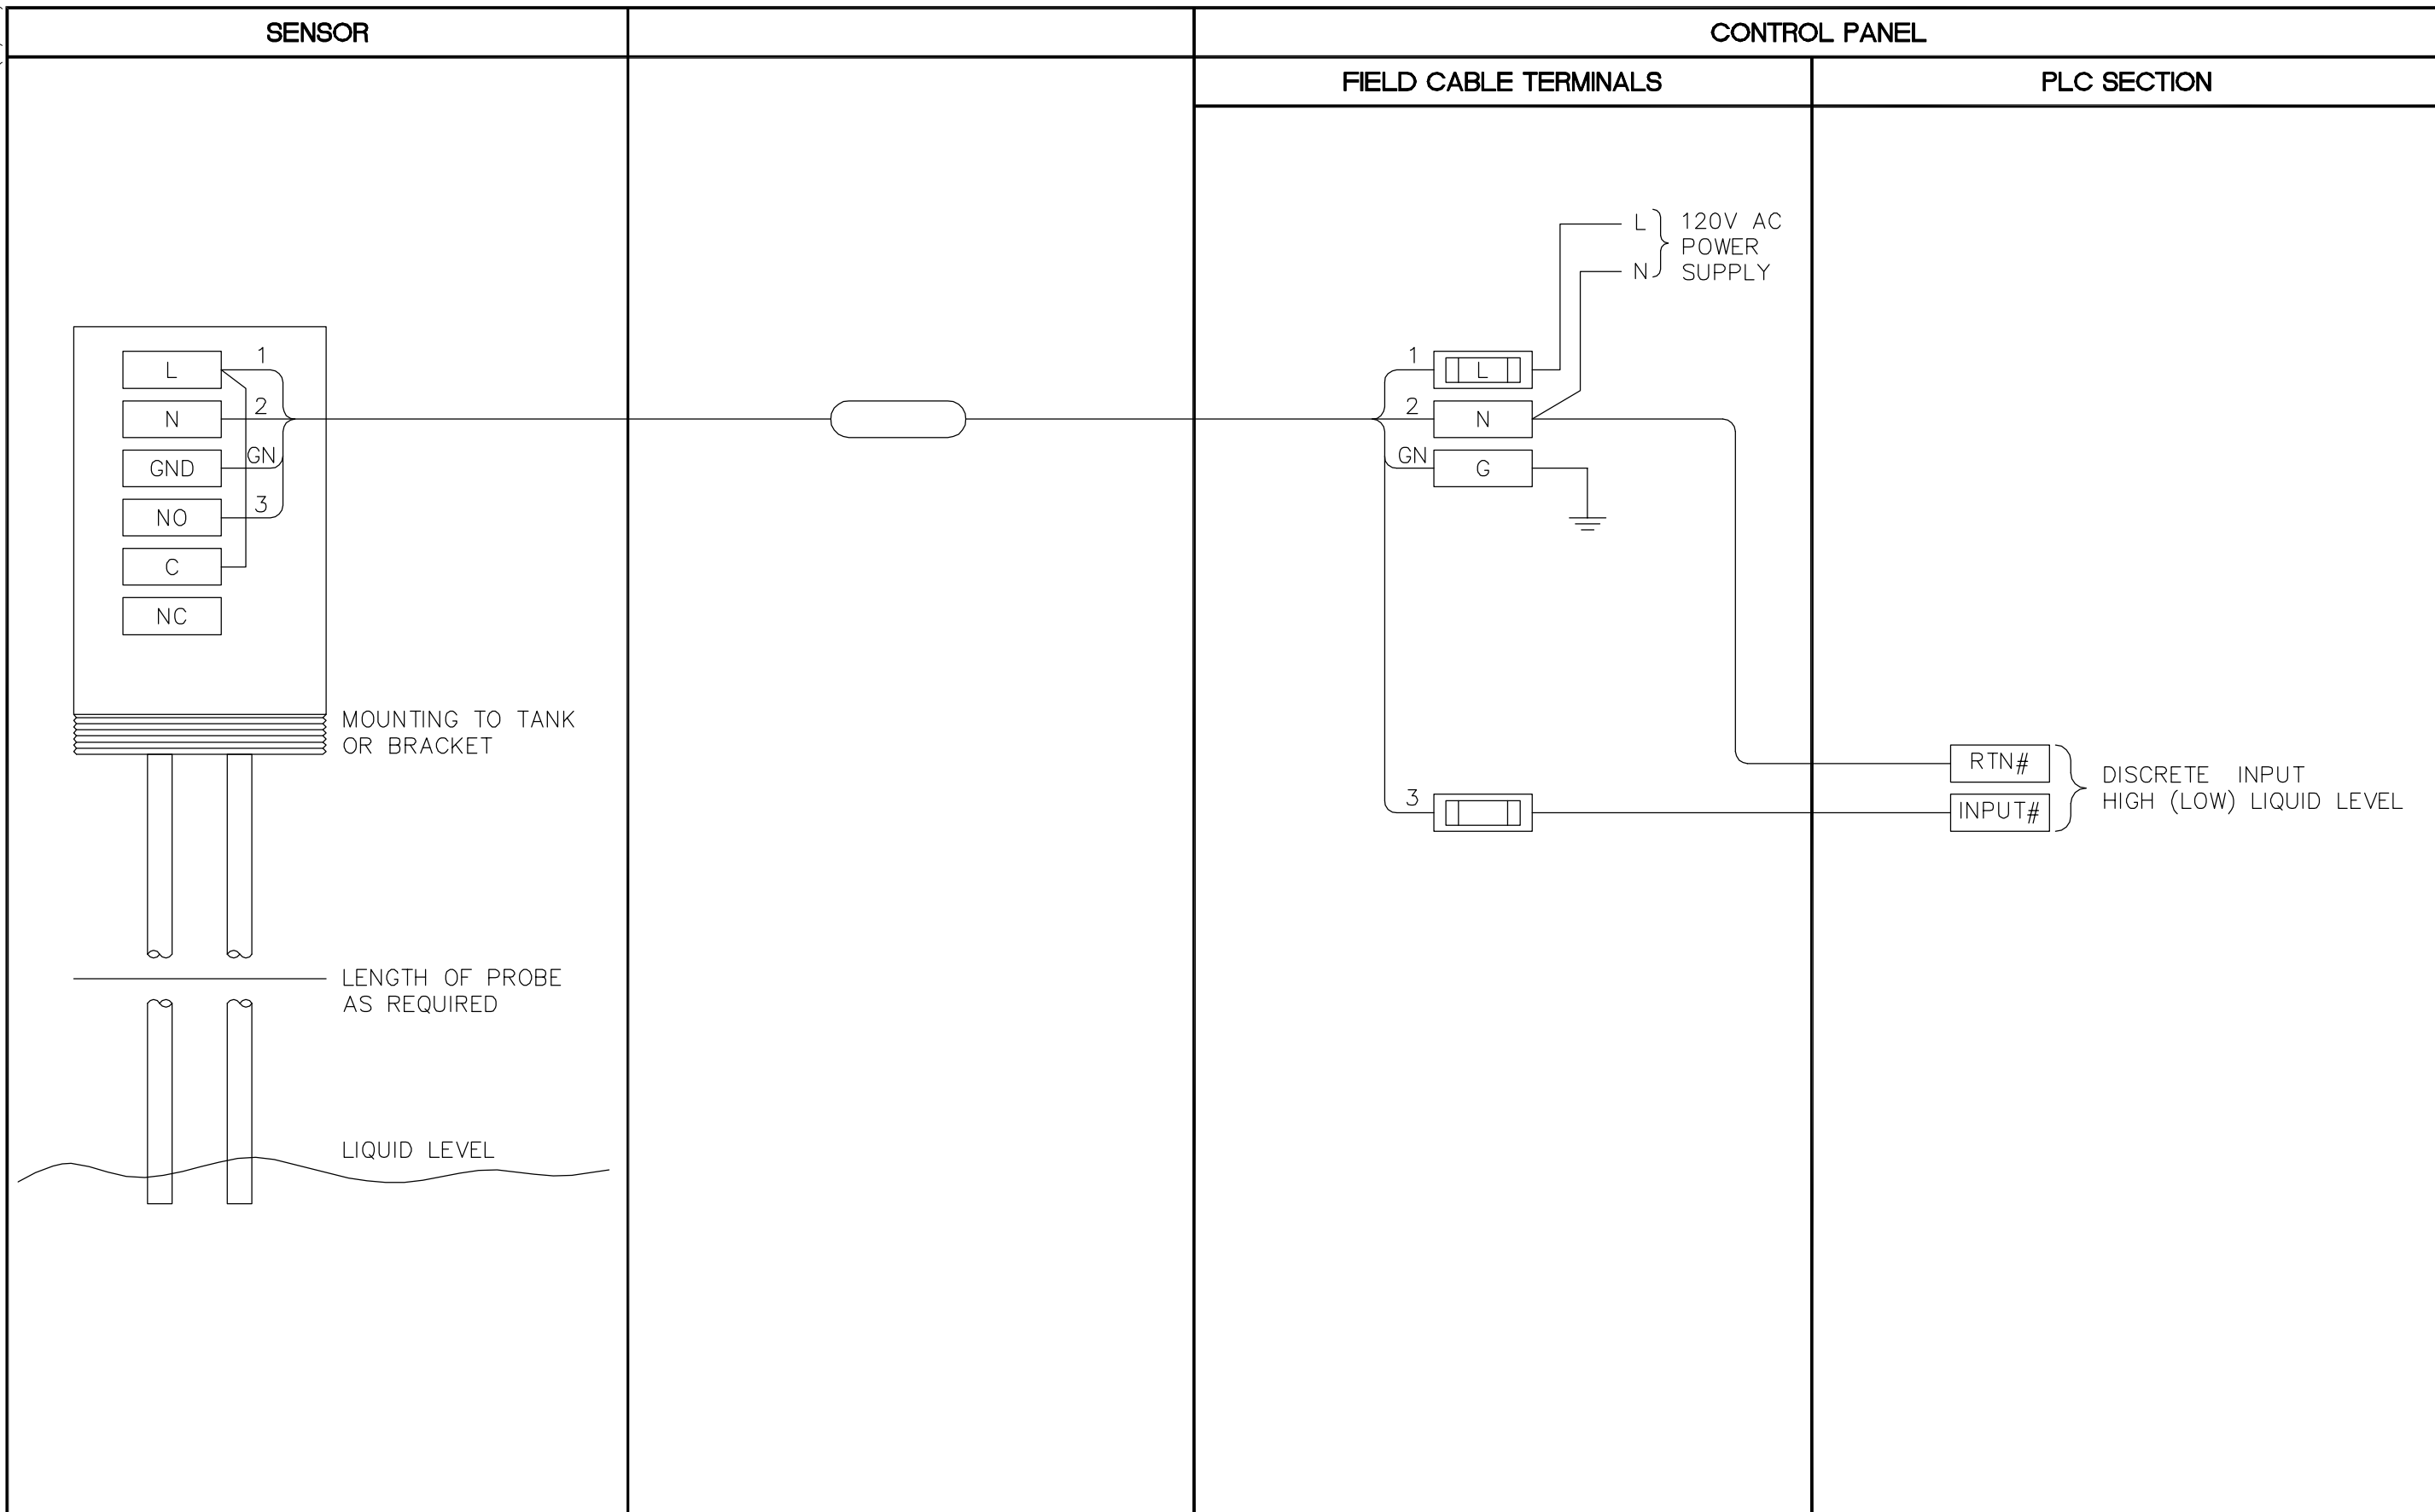 SENSOR
CONTROL PANEL
FIELD CABLE TERMINALS
PLC SECTION
L
120V AC
POWER
N
SUPPLY
L
1
N
2
GND
GN
NO
3
C
NC
1
L
2
N
GN
G
MOUNTING TO TANK
OR BRACKET
RTN#
INPUT#
DISCRETE INPUT
HIGH (LOW) LIQUID LEVEL
3
LENGTH OF PROBE
AS REQUIRED
LIQUID LEVEL